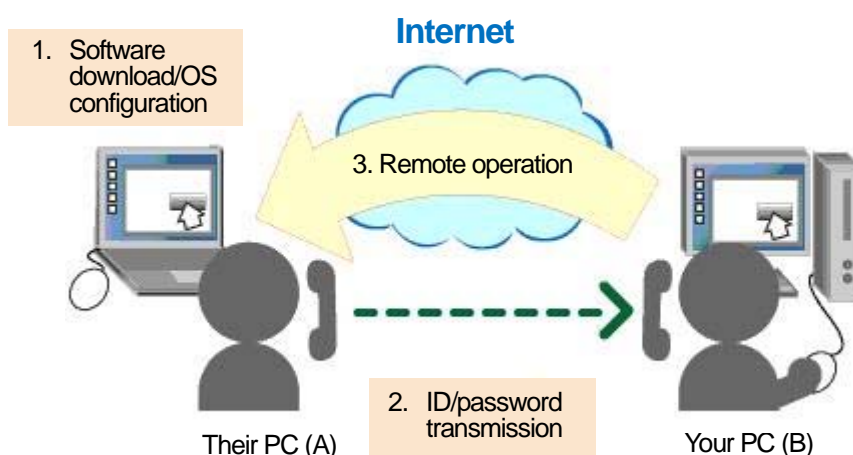 Internet
1. Software
download/OS
configuration
3. Remote operation
2. ID/password
transmission
Their PC (A)
Your PC (B)